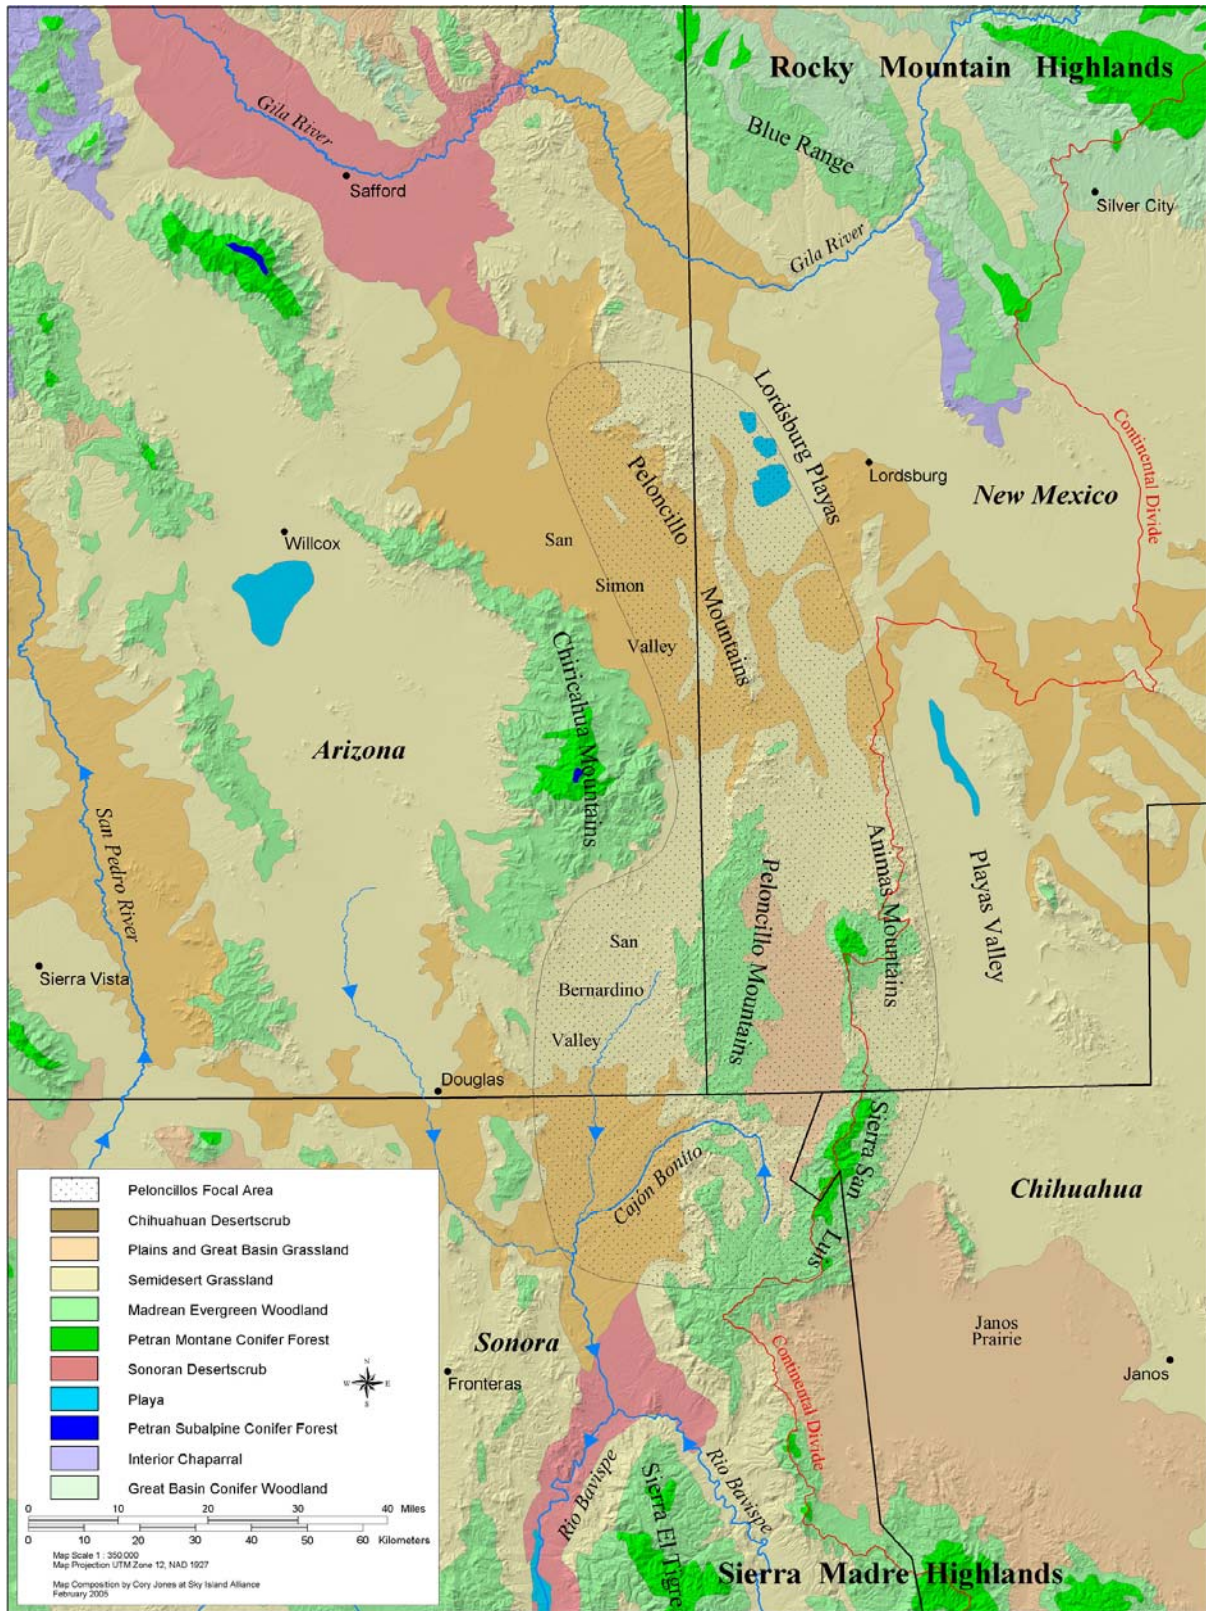 Rocky Mountain Highlands
Blue Range
Gila River
Safford
Silver City
Gila River
Lordsburg Playas
Lordsburg
New Mexico
Continental Divide
Peloncillo
Mountains
San
Simon
Valley
Willcox
Chiricahua Mountains
Arizona
San Pedro River
Sierra Vista
Animas Mountains
Playas Valley
Peloncillo Mountains
San
Bernardino
Valley
Douglas
Cajón Bonito
Sierra San
Luis
Chihuahua
Janos
Prairie
Janos
Sonora
Fronteras
Continental Divide
Rio Bavispe
Rio Bavispe
Sierra El Tigre
Sierra Madre Highlands
Peloncillos Focal Area
Chihuahuan Desertscrub
Plains and Great Basin Grassland
Semidesert Grassland
Madrean Evergreen Woodland
Petran Montane Conifer Forest
Sonoran Desertscrub
Playa
Petran Subalpine Conifer Forest
Interior Chaparral
Great Basin Conifer Woodland
N
W E
S
0 10 20 30 40 Miles
0 10 20 30 40 50 60 Kilometers
Map Scale 1 : 350:000
Map Projection UTM Zone 12, NAD 1927
Map Composition by Cory Jones at Sky Island Alliance
February 2005